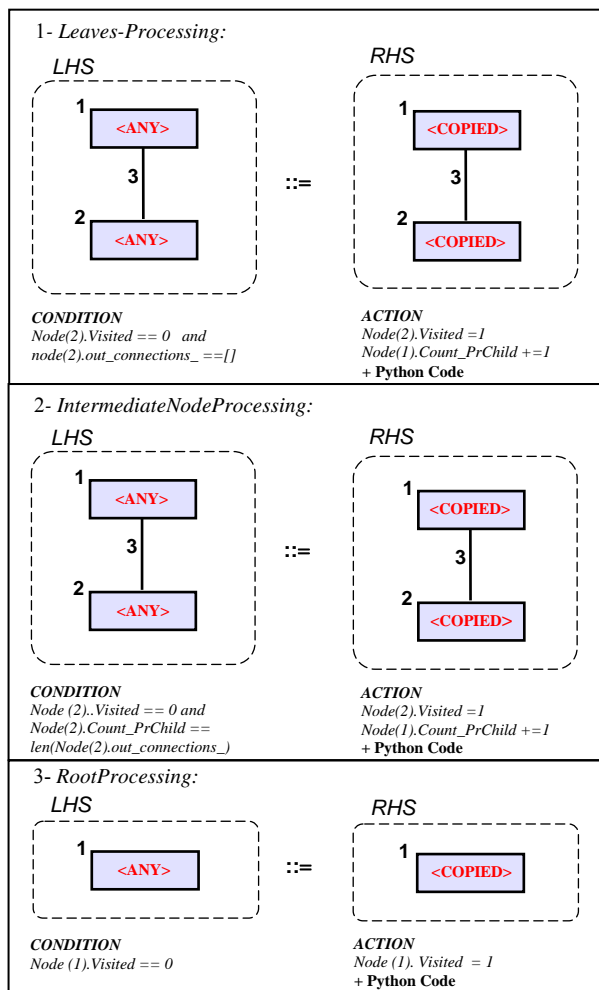 1- Leaves-Processing:
LHS
RHS
1
<ANY>
1
<COPIED>
3
::=
3
2
<ANY>
2
<COPIED>
CONDITION
Node(2).Visited == 0 and
node(2).out_connections_ ==[]
ACTION
Node(2).Visited =1
Node(1).Count_PrChild +=1
+ Python Code
2- IntermediateNodeProcessing:
LHS
RHS
1
<ANY>
1
<COPIED>
3
::=
3
2
<ANY>
2
<COPIED>
CONDITION
Node (2)..Visited == 0 and
Node(2).Count_PrChild ==
len(Node(2).out_connections_)
ACTION
Node(2).Visited =1
Node(1).Count_PrChild +=1
+ Python Code
3- RootProcessing:
LHS
RHS
1
<ANY>
::=
1
<COPIED>
CONDITION
Node (1).Visited == 0
ACTION
Node (1). Visited = 1
+ Python Code